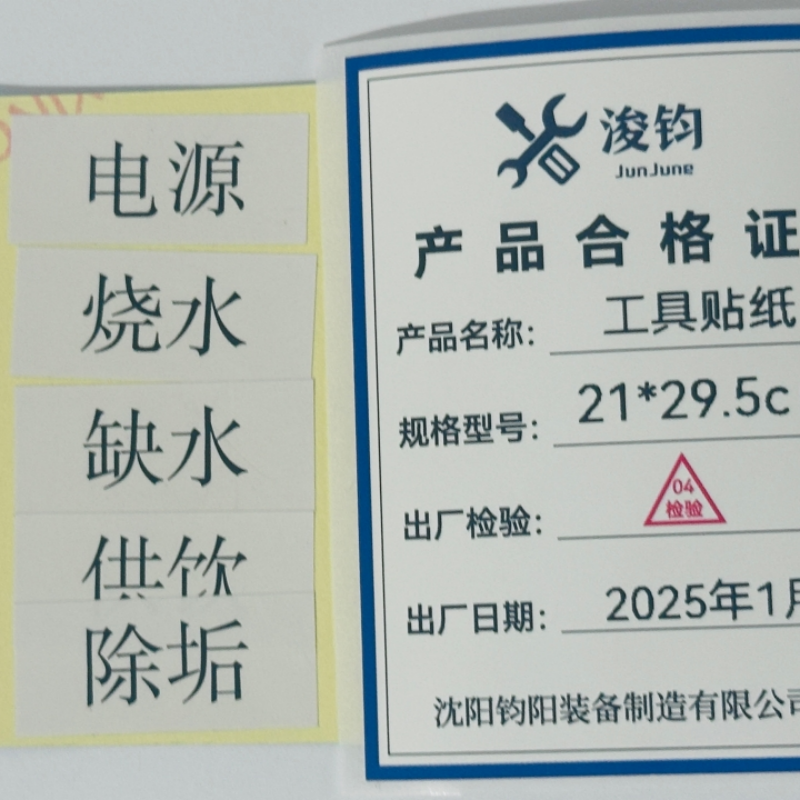 电源
烧水
缺水
供饮
除垢
浚钧
JunJune
产品合格证
产品名称: 工具贴纸
规格型号: 21*29.5c
出厂检验: 04
检验
出厂日期: 2025年1月
沈阳钧阳装备制造有限公司